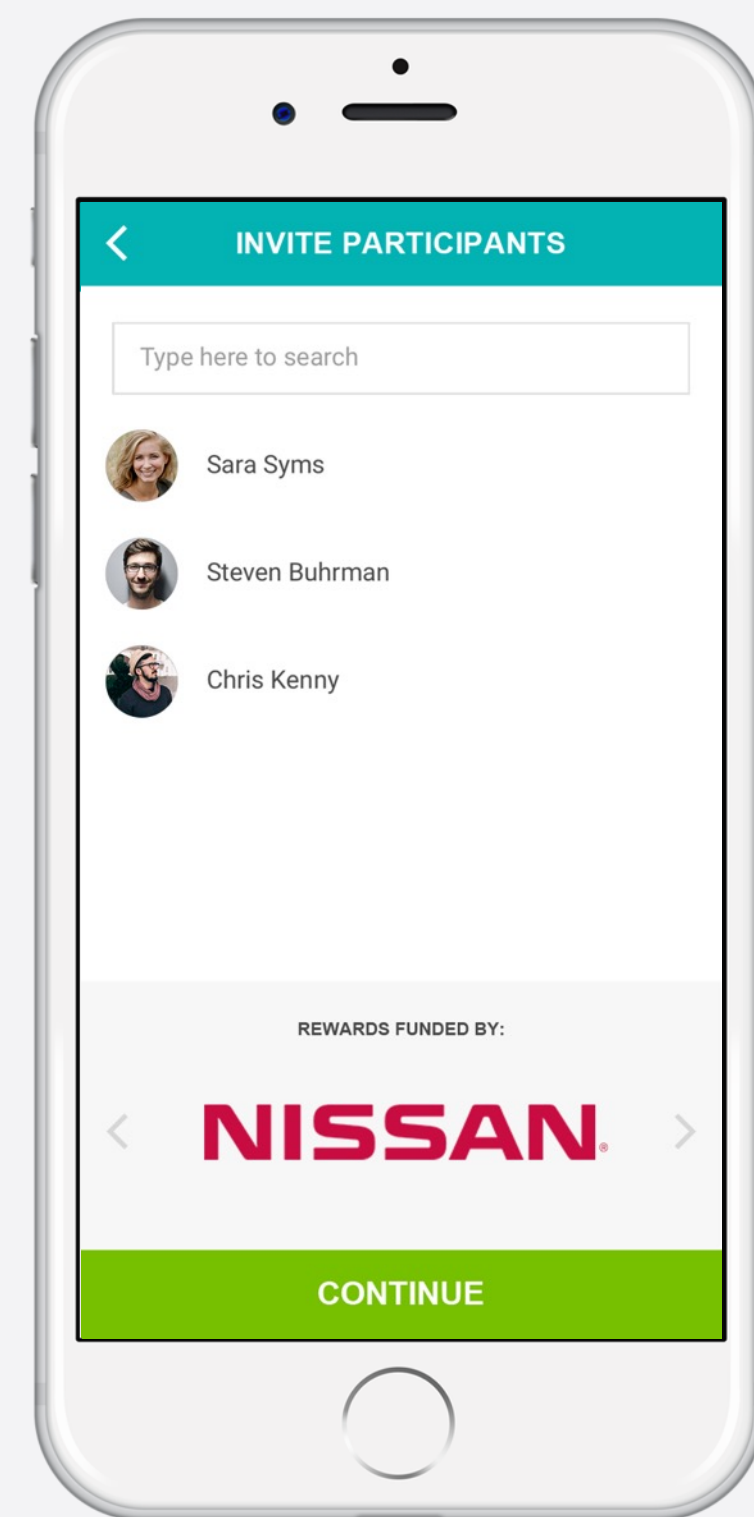 INVITE PARTICIPANTS
Type here to search
Sara Syms
Steven Buhrman
Chris Kenny
REWARDS FUNDED BY:
NISSAN®
CONTINUE